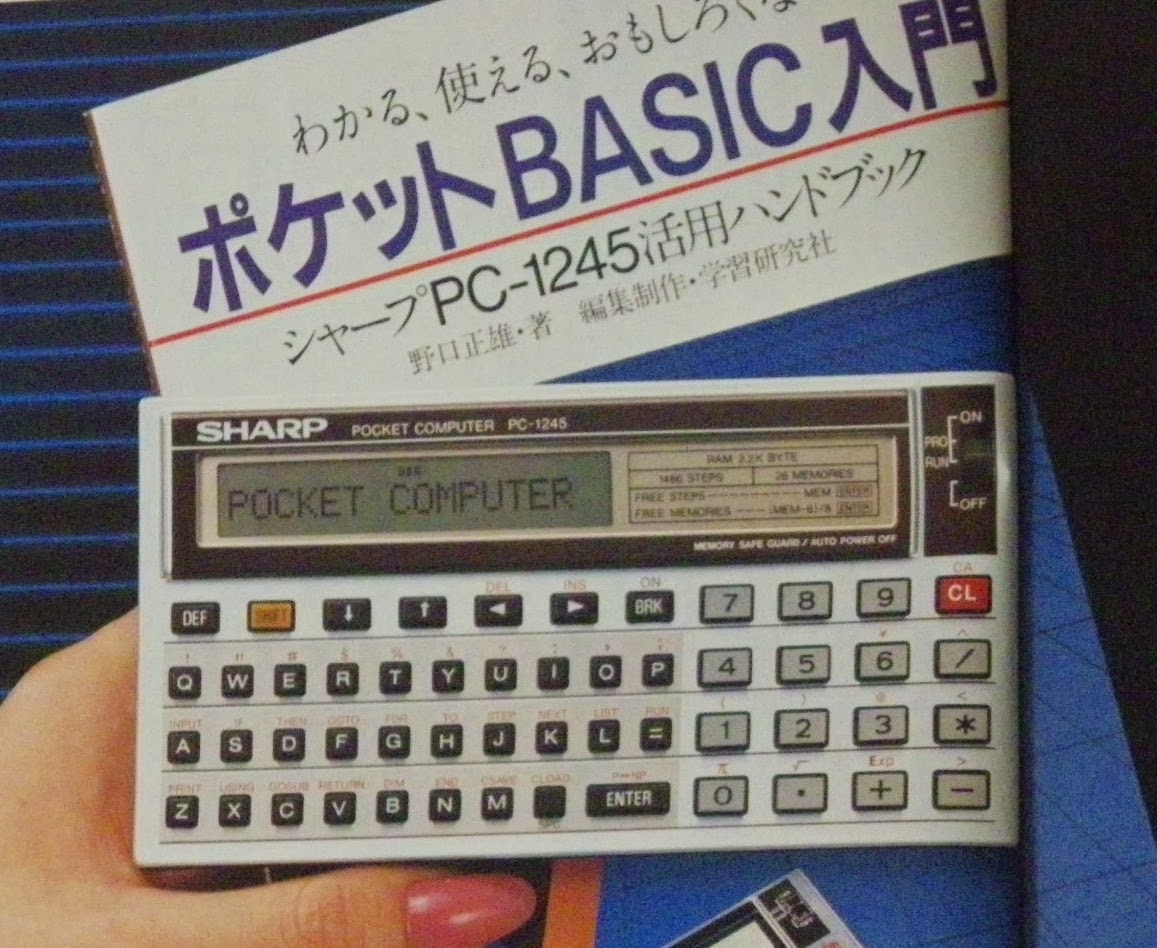 わかる、使える、おもしろくな
ポケットBASIC入門
シャープPC-1245活用ハンドブック
野口正雄・著 編集制作・学習研究社
SHARP POCKET COMPUTER PC-1245
ON
PRO
RUN
OFF
DEG
POCKET COMPUTER
RAM 2.2K BYTE
1486 STEPS 26 MEMORIES
FREE STEPS MEM ENTER
FREE MEMORIES (MEM-6)/8 ENTER
MEMORY SAFE GUARD / AUTO POWER OFF
DEL INS ON CA
DEF SHIFT ↓ ↑ ◄ ► BRK 7 8 9 CL
! " # $ % & ? : , ; ¥ ^
Q W E R T Y U I O P 4 5 6 /
INPUT IF THEN GOTO FOR TO STEP NEXT LIST RUN ( ) @ <
A S D F G H J K L = 1 2 3 *
PRINT USING GOSUB RETURN DIM END CSAVE CLOAD P↔NP π √ Exp >
Z X C V B N M ENTER 0 • + −
SPC